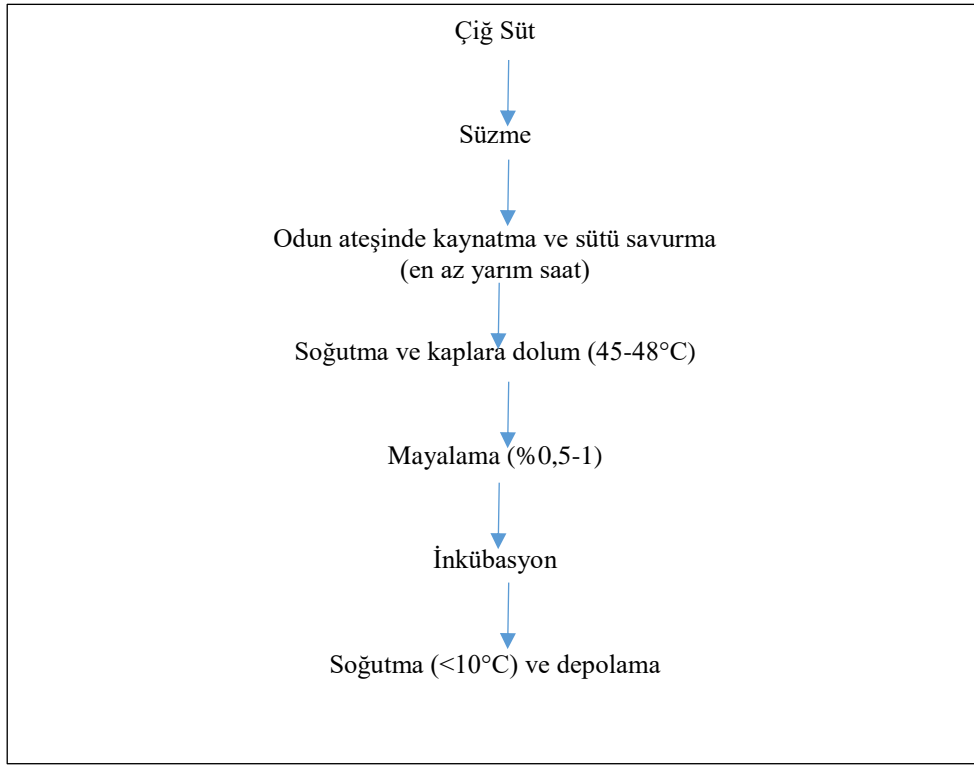 Çiğ Süt
Süzme
Odun ateşinde kaynatma ve sütü savurma
(en az yarım saat)
Soğutma ve kaplara dolum (45-48°C)
Mayalama (%0,5-1)
İnkübasyon
Soğutma (<10°C) ve depolama